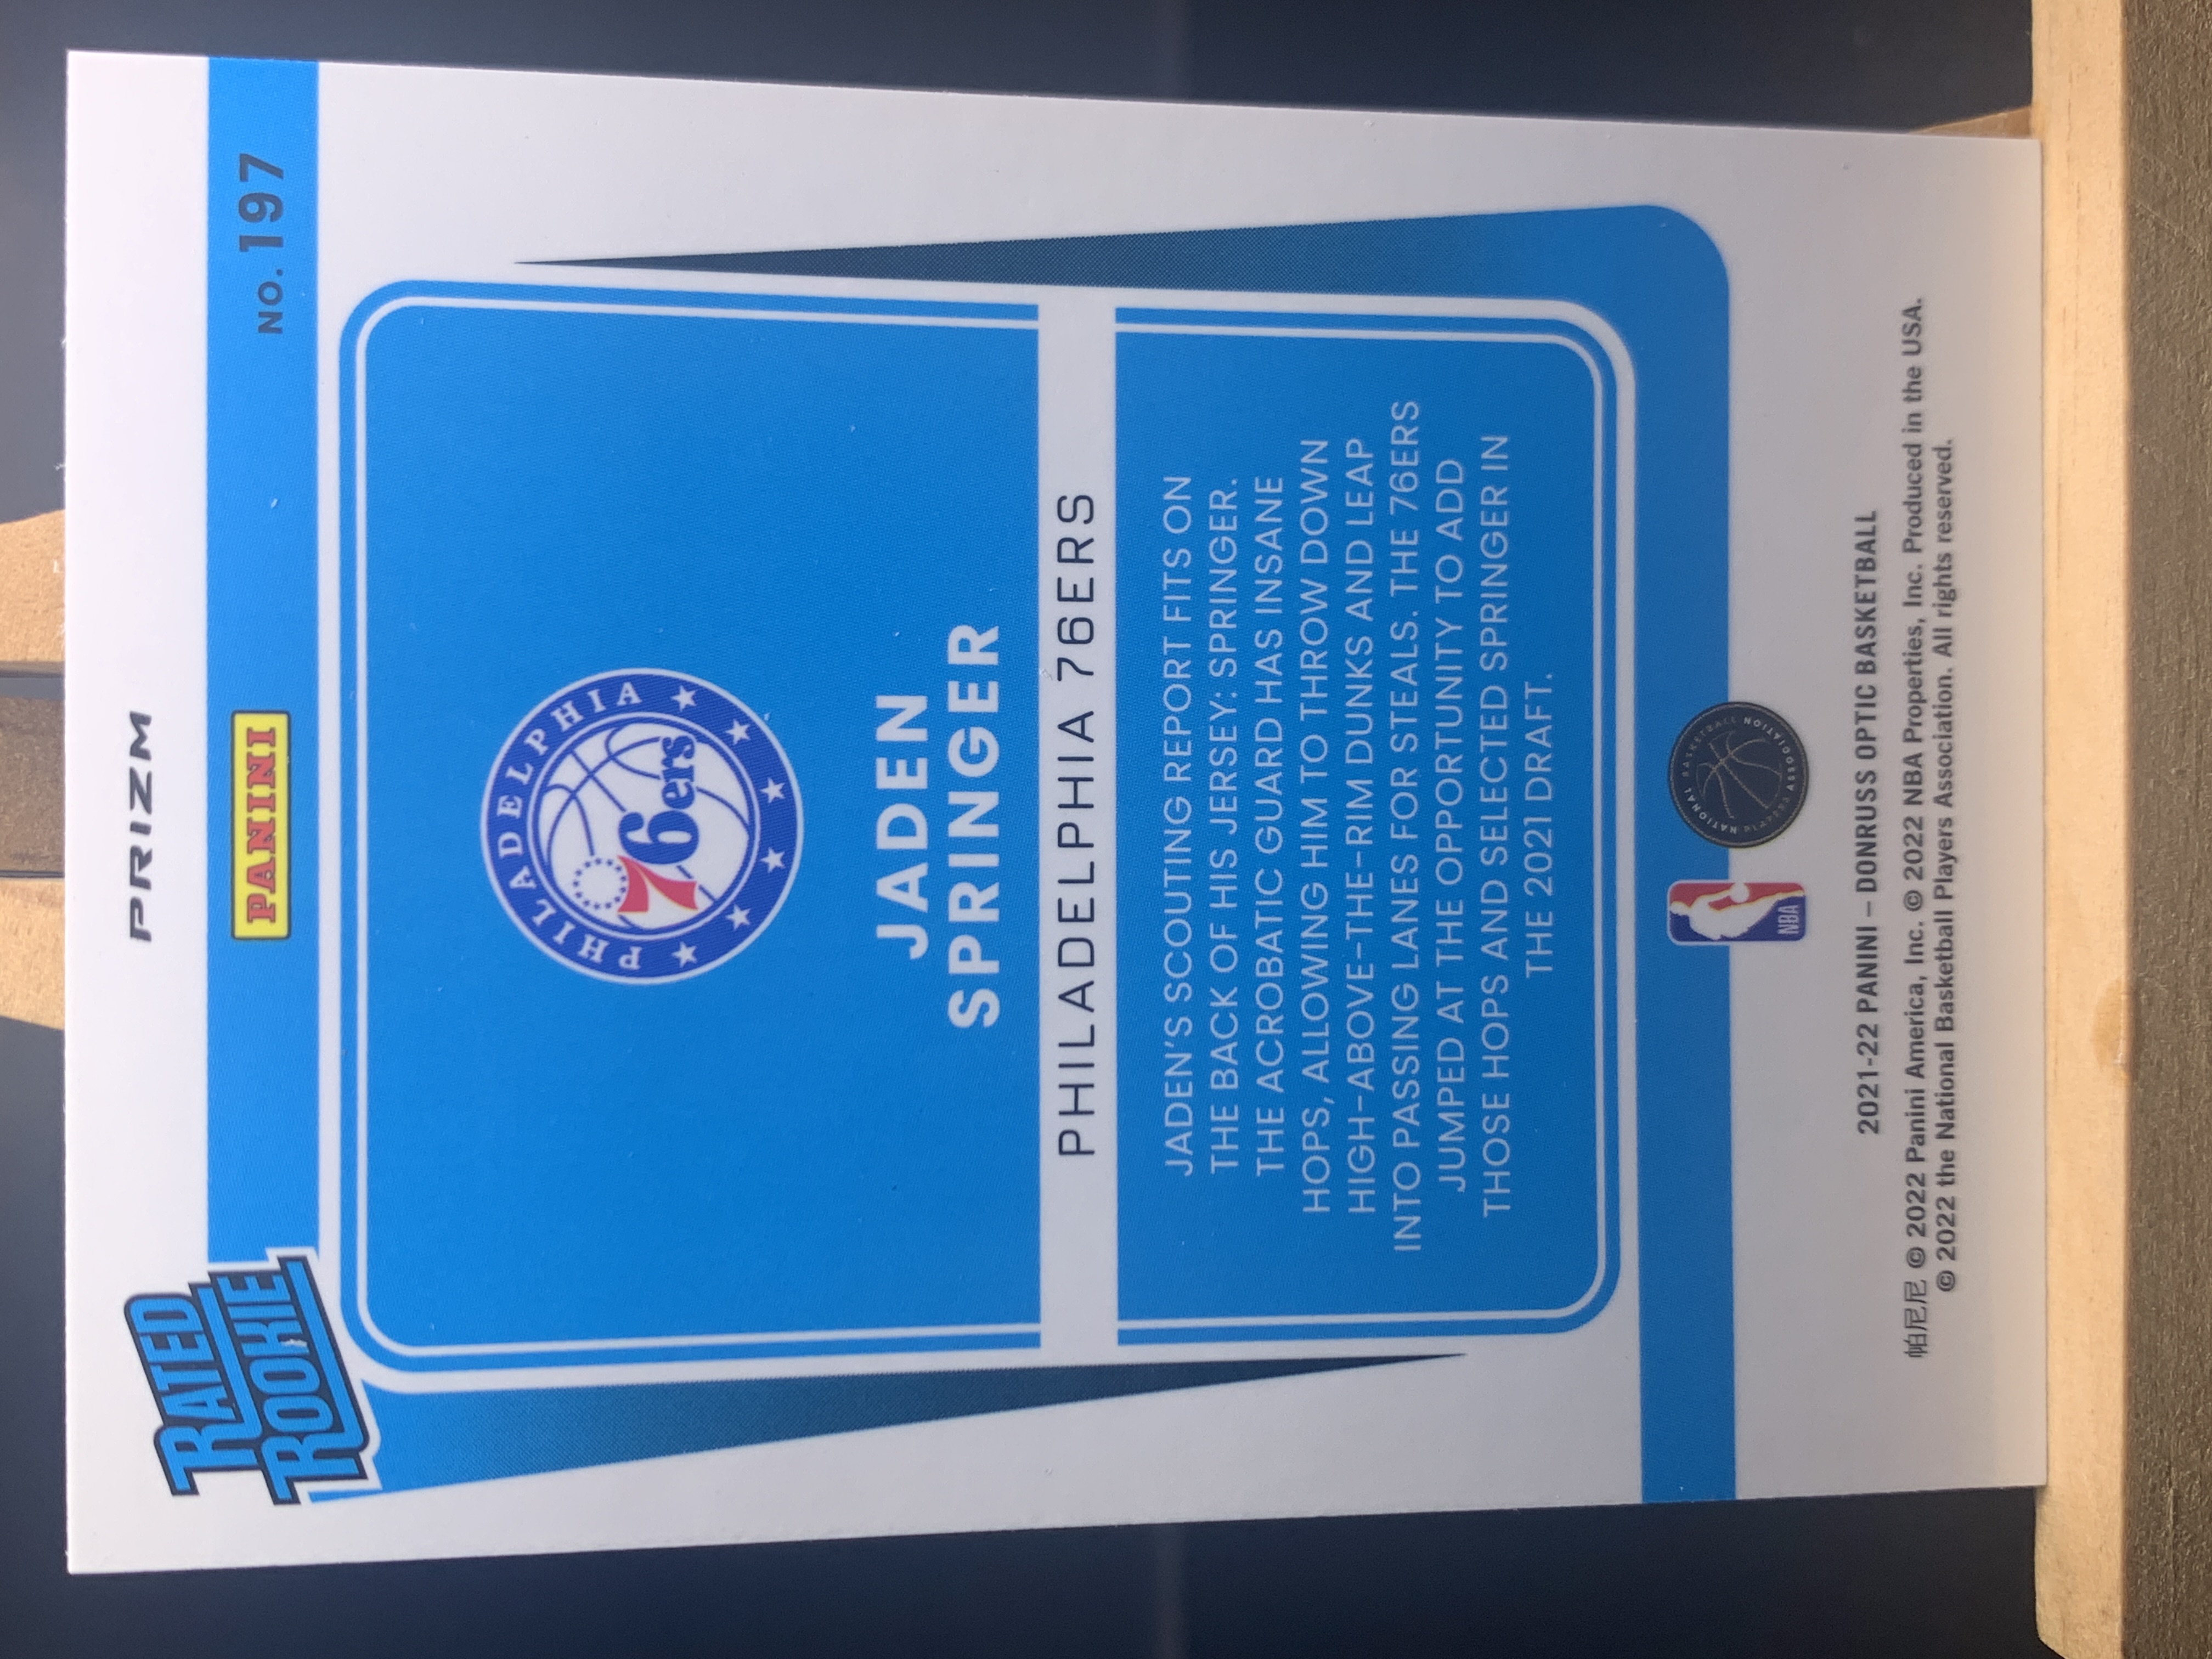 PRIZM
RATED
ROOKIE
PANINI
NO. 197
PHILADELPHIA
76ers
JADEN
SPRINGER
PHILADELPHIA 76ERS
JADEN'S SCOUTING REPORT FITS ON
THE BACK OF HIS JERSEY: SPRINGER.
THE ACROBATIC GUARD HAS INSANE
HOPS, ALLOWING HIM TO THROW DOWN
HIGH-ABOVE-THE-RIM DUNKS AND LEAP
INTO PASSING LANES FOR STEALS. THE 76ERS
JUMPED AT THE OPPORTUNITY TO ADD
THOSE HOPS AND SELECTED SPRINGER IN
THE 2021 DRAFT.
NBA
NATIONAL BASKETBALL PLAYERS ASSOCIATION
2021-22 PANINI – DONRUSS OPTIC BASKETBALL
帕尼尼 © 2022 Panini America, Inc. © 2022 NBA Properties, Inc. Produced in the USA.
© 2022 the National Basketball Players Association. All rights reserved.